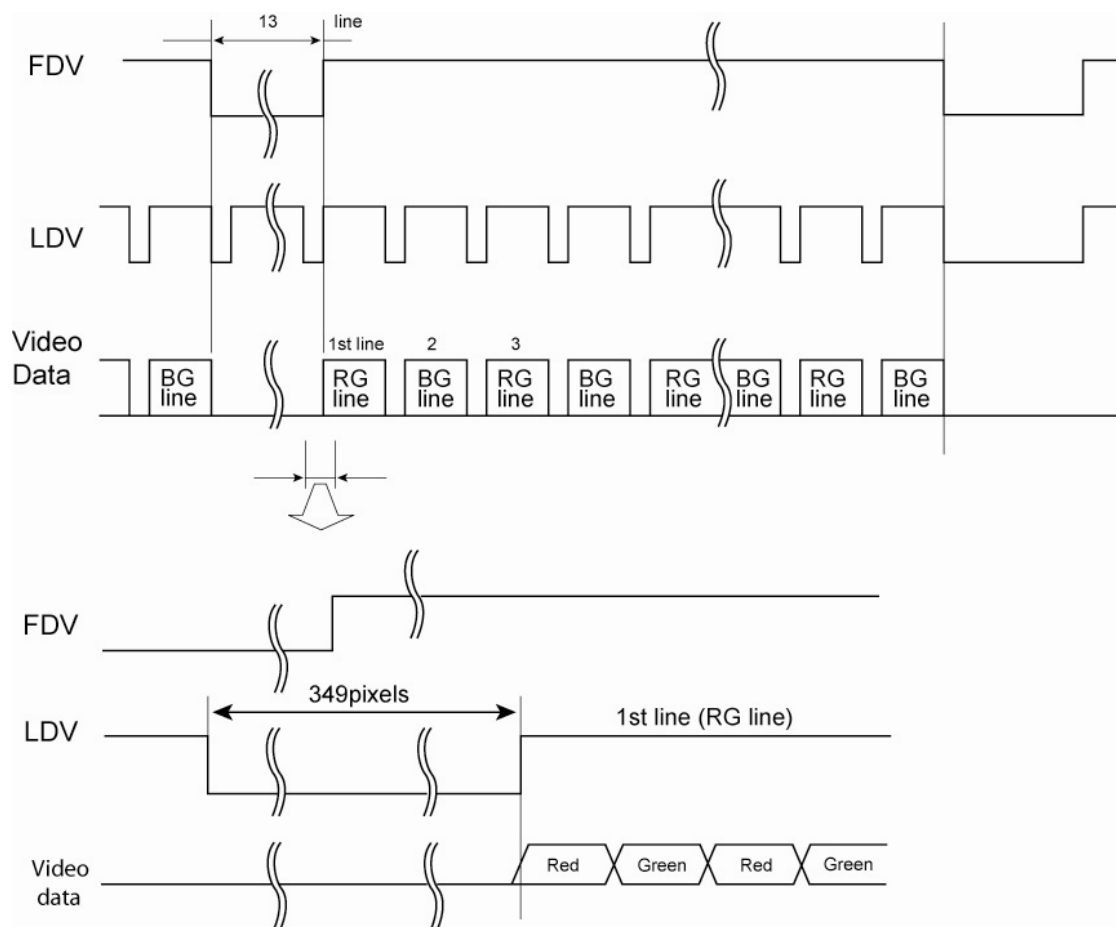 13 line
FDV
LDV
Video
Data
1st line 2 3
BG
line
RG
line
BG
line
RG
line
BG
line
RG
line
BG
line
RG
line
BG
line
FDV
349pixels
LDV
1st line (RG line)
Video
data
Red Green Red Green